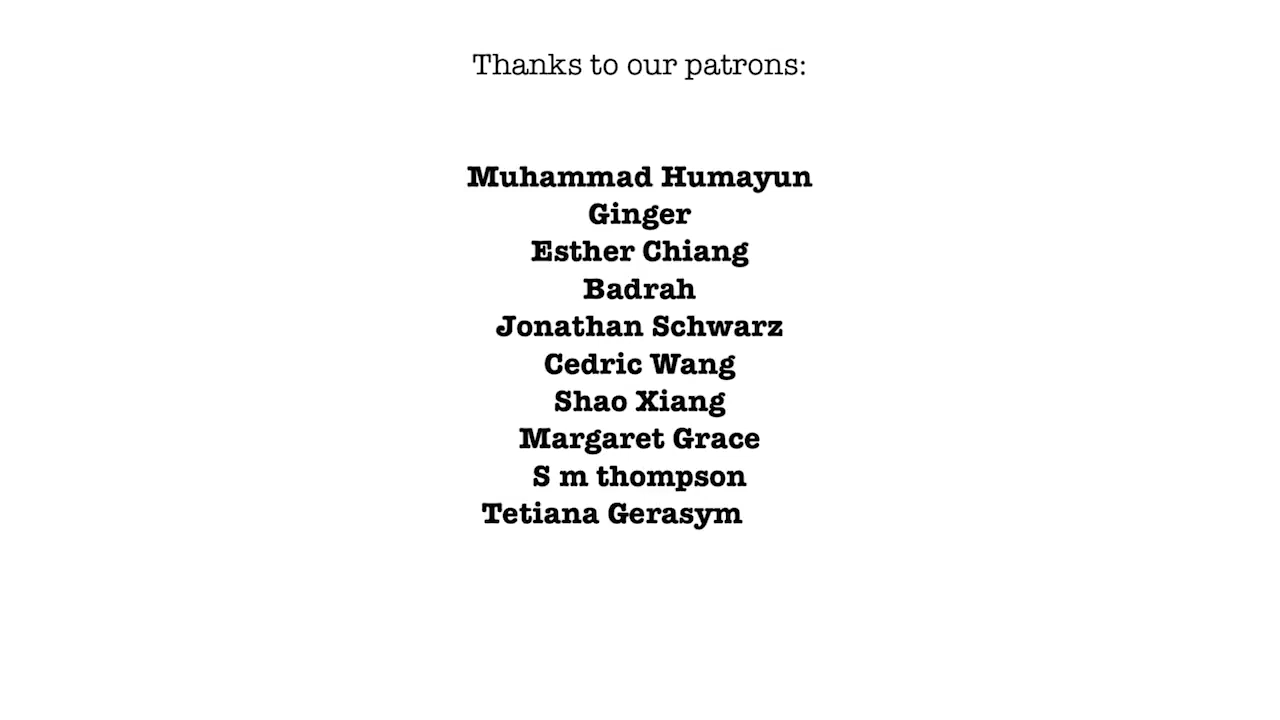 Thanks to our patrons:
Muhammad Humayun
Ginger
Esther Chiang
Badrah
Jonathan Schwarz
Cedric Wang
Shao Xiang
Margaret Grace
S m thompson
Tetiana Gerasym